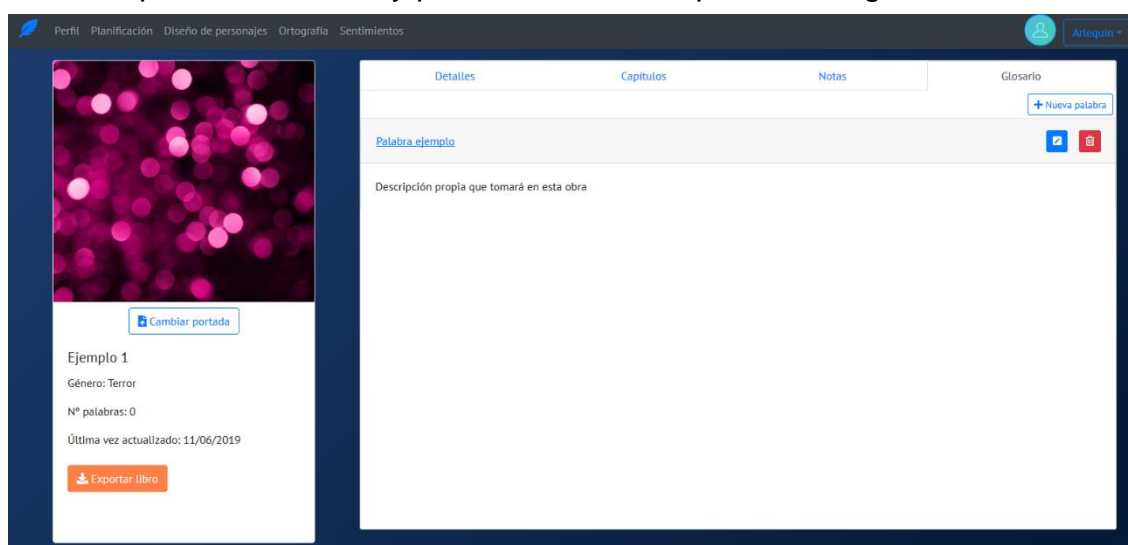 Perfil Planificación Diseño de personajes Ortografía Sentimientos
Arlequín
Detalles Capítulos Notas Glosario
Nueva palabra
Palabra ejemplo
Descripción propia que tomará en esta obra
Cambiar portada
Ejemplo 1
Género: Terror
Nº palabras: 0
Última vez actualizado: 11/06/2019
Exportar libro